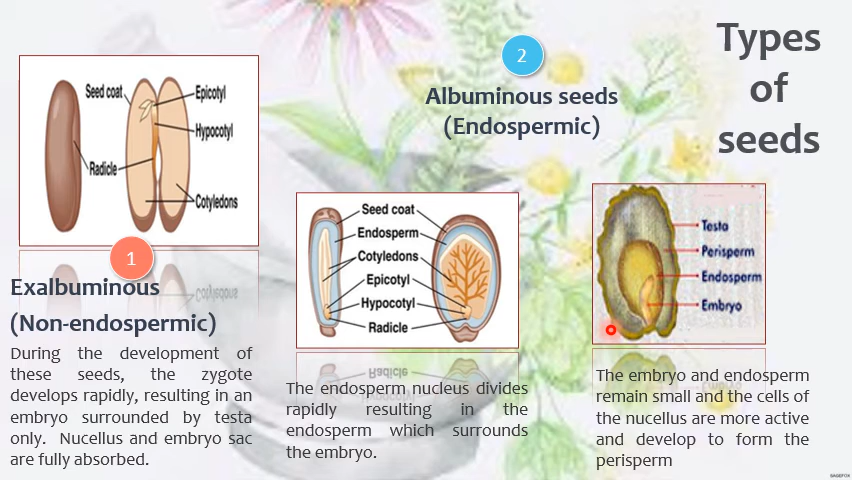 Types
of
seeds
2
Albuminous seeds
(Endospermic)
Seed coat
Epicotyl
Hypocotyl
Radicle
Cotyledons
1
Exalbuminous
(Non-endospermic)
During the development of
these seeds, the zygote
develops rapidly, resulting in an
embryo surrounded by testa
only. Nucellus and embryo sac
are fully absorbed.
Seed coat
Endosperm
Cotyledons
Epicotyl
Hypocotyl
Radicle
The endosperm nucleus divides
rapidly resulting in the
endosperm which surrounds
the embryo.
Testa
Perisperm
Endosperm
Embryo
The embryo and endosperm
remain small and the cells of
the nucellus are more active
and develop to form the
perisperm
SAGEFOX